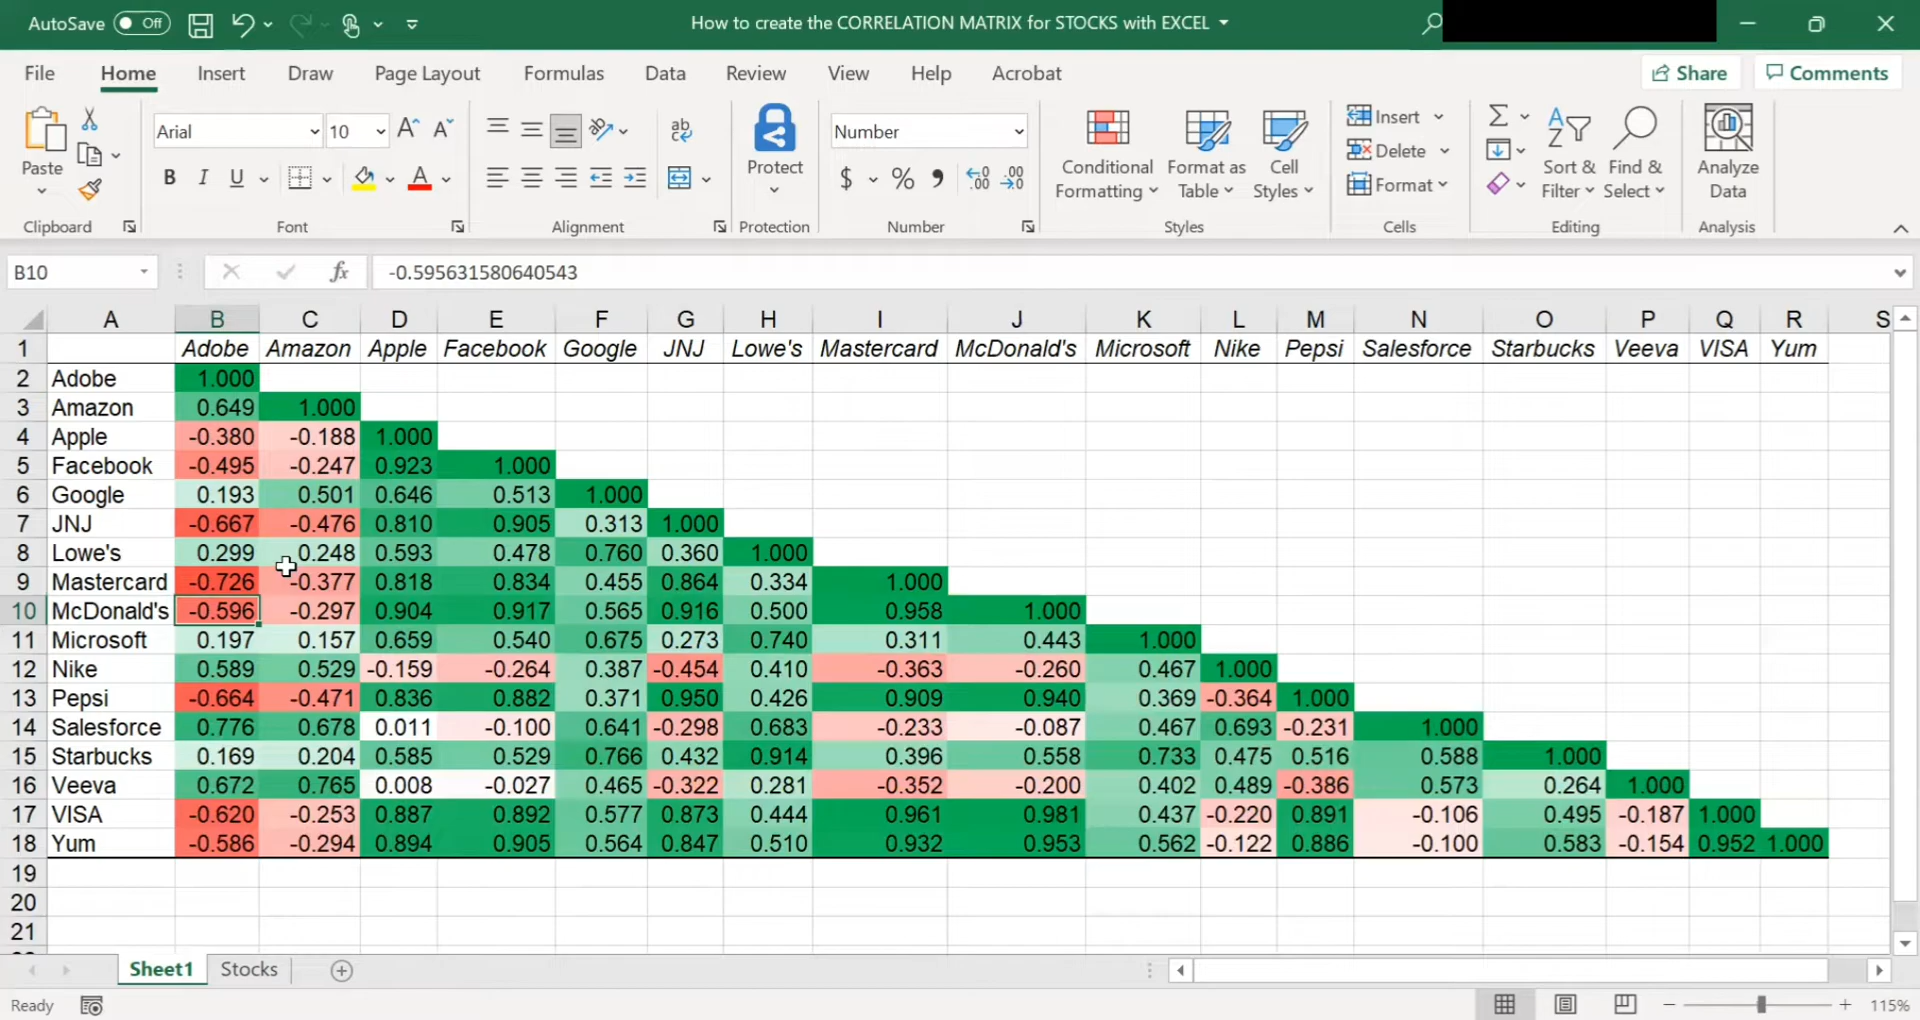 AutoSave Off How to create the CORRELATION MATRIX for STOCKS with EXCEL
File Home Insert Draw Page Layout Formulas Data Review View Help Acrobat Share Comments
Arial 10 Number
Insert
Delete
Format
Paste B I U A $ % Protect Conditional Formatting Format as Table Cell Styles Sort & Filter Find & Select Analyze Data
Clipboard Font Alignment Protection Number Styles Cells Editing Analysis
B10 fx -0.595631580640543
A B C D E F G H I J K L M N O P Q R S
1 Adobe Amazon Apple Facebook Google JNJ Lowe's Mastercard McDonald's Microsoft Nike Pepsi Salesforce Starbucks Veeva VISA Yum
2 Adobe 1.000
3 Amazon 0.649 1.000
4 Apple -0.380 -0.188 1.000
5 Facebook -0.495 -0.247 0.923 1.000
6 Google 0.193 0.501 0.646 0.513 1.000
7 JNJ -0.667 -0.476 0.810 0.905 0.313 1.000
8 Lowe's 0.299 0.248 0.593 0.478 0.760 0.360 1.000
9 Mastercard -0.726 -0.377 0.818 0.834 0.455 0.864 0.334 1.000
10 McDonald's -0.596 -0.297 0.904 0.917 0.565 0.916 0.500 0.958 1.000
11 Microsoft 0.197 0.157 0.659 0.540 0.675 0.273 0.740 0.311 0.443 1.000
12 Nike 0.589 0.529 -0.159 -0.264 0.387 -0.454 0.410 -0.363 -0.260 0.467 1.000
13 Pepsi -0.664 -0.471 0.836 0.882 0.371 0.950 0.426 0.909 0.940 0.369 -0.364 1.000
14 Salesforce 0.776 0.678 0.011 -0.100 0.641 -0.298 0.683 -0.233 -0.087 0.467 0.693 -0.231 1.000
15 Starbucks 0.169 0.204 0.585 0.529 0.766 0.432 0.914 0.396 0.558 0.733 0.475 0.516 0.588 1.000
16 Veeva 0.672 0.765 0.008 -0.027 0.465 -0.322 0.281 -0.352 -0.200 0.402 0.489 -0.386 0.573 0.264 1.000
17 VISA -0.620 -0.253 0.887 0.892 0.577 0.873 0.444 0.961 0.981 0.437 -0.220 0.891 -0.106 0.495 -0.187 1.000
18 Yum -0.586 -0.294 0.894 0.905 0.564 0.847 0.510 0.932 0.953 0.562 -0.122 0.886 -0.100 0.583 -0.154 0.952 1.000
19
20
21
Sheet1 Stocks
Ready 115%